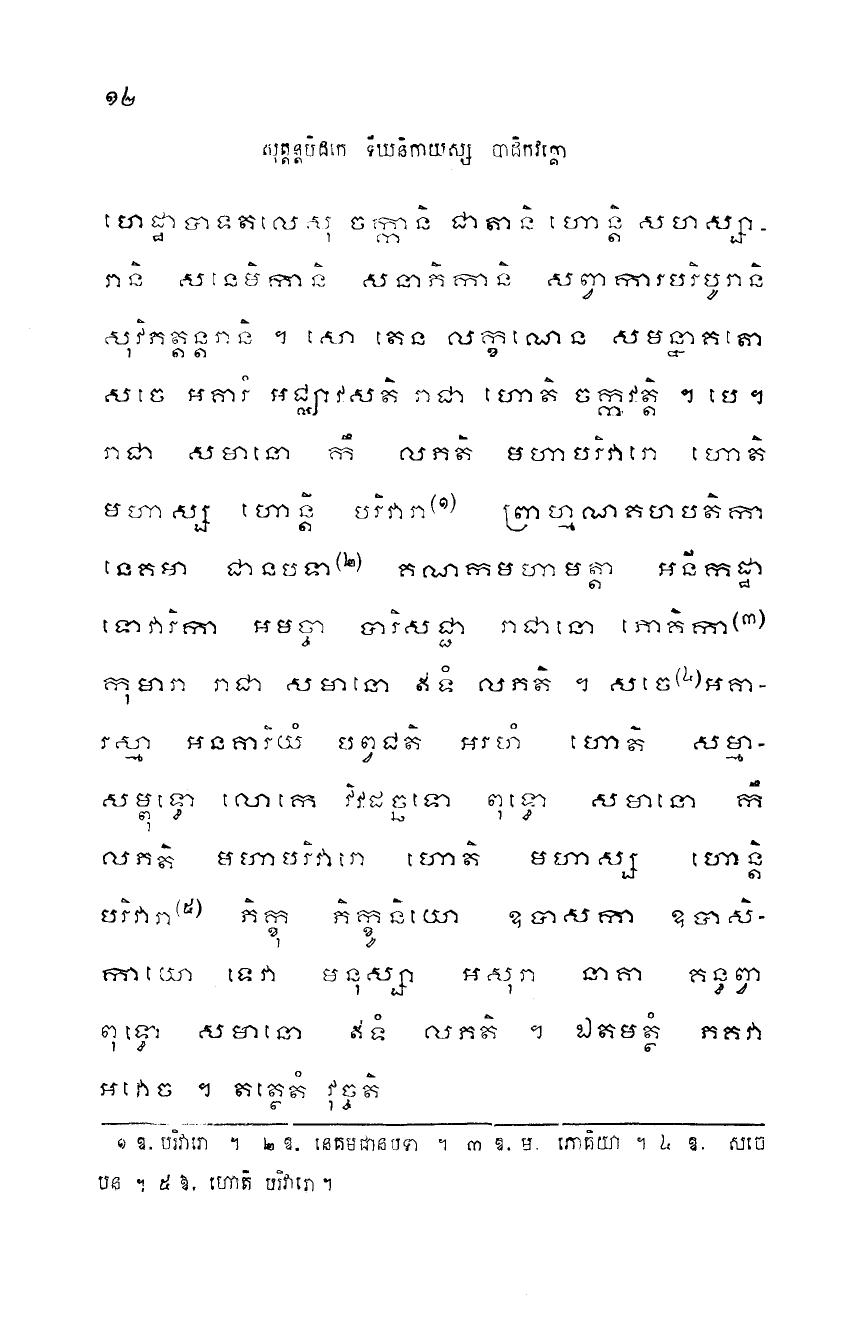 ១៤
សុត្តន្តបិដកេ ទីឃនិកាយស្ស បាដិកវគ្គោ
ហេដ្ឋាបាទតលេសុ ចក្កានិ ជាតានិ ហោន្តិ សហស្សា-
រានិ សនេមិកានិ សនាភិកានិ សព្វាការបរិបូរានិ
សុវិភត្តន្តរានិ ។ សោ តេន លក្ខណេន សមន្នាគតោ
សចេ អគារំ អជ្ឈាវសតិ រាជា ហោតិ ចក្កវត្តិ ។ បេ ។
រាជា សមានោ កឹ លភតិ មហាបរិវារោ ហោតិ
មហាស្ស ហោន្តិ បរិវារា(១) ព្រាហ្មណគហបតិកា
នេគមា ជានបទា(២) គណកមហាមត្តា អនីកដ្ឋា
ទោវារិកា អមច្ចា បារិសជ្ជា រាជានោ ភោគិកា(៣)
កុមារា រាជា សមានោ ឥទំ លភតិ ។ សចេ(៤)អគា-
រស្មា អនគារិយំ បព្វជតិ អរហំ ហោតិ សម្មា-
សម្ពុទ្ធោ លោកេ វិវដច្ឆទោ ពុទ្ធោ សមានោ កឹ
លភតិ មហាបរិវារោ ហោតិ មហាស្ស ហោន្តិ
បរិវារា(៥) ភិក្ខុ ភិក្ខុនិយោ ឧបាសកា ឧបាសិ-
កាយោ ទេវា មនុស្សា អសុរា នាគា គន្ធព្វា
ពុទ្ធោ សមានោ ឥទំ លភតិ ។ ឯតមត្ថំ ភគវា
អវោច ។ តត្ថេតំ វុច្ចតិ
១ ឱ. បរិវារោ ។ ២ ឱ. នេគមជានបទា ។ ៣ ឱ. ម. ភោគិយា ។ ៤ ឱ. សចេ
បន ។ ៥ ឱ. ហោតិ បរិវារោ ។